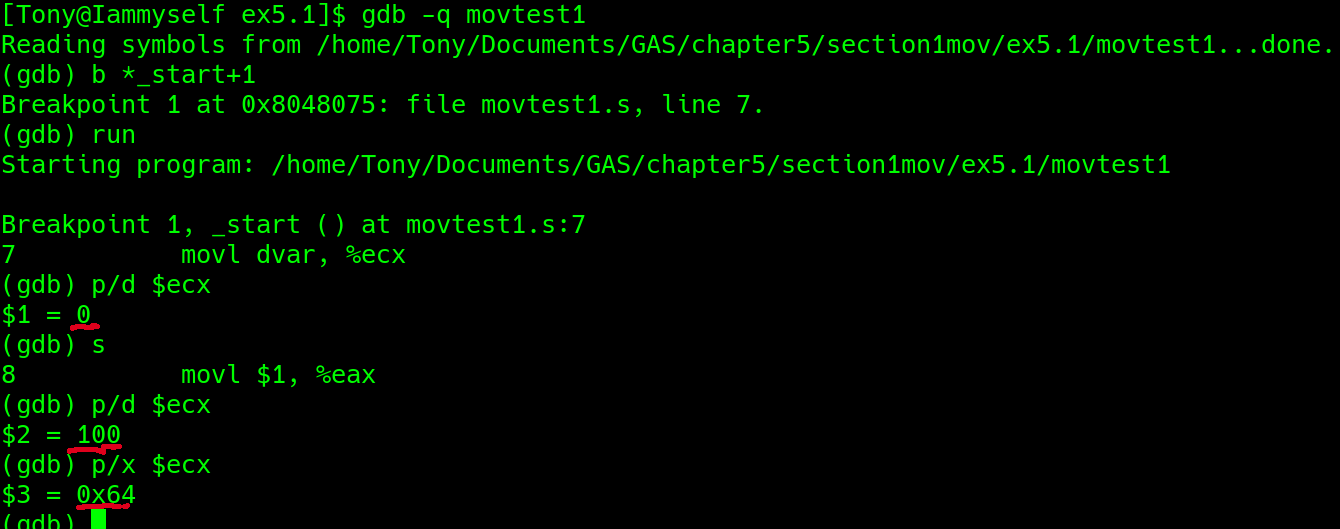 [Tony@Iammyself ex5.1]$ gdb -q movtest1
Reading symbols from /home/Tony/Documents/GAS/chapter5/section1mov/ex5.1/movtest1...done.
(gdb) b *_start+1
Breakpoint 1 at 0x8048075: file movtest1.s, line 7.
(gdb) run
Starting program: /home/Tony/Documents/GAS/chapter5/section1mov/ex5.1/movtest1
Breakpoint 1, _start () at movtest1.s:7
7           movl dvar, %ecx
(gdb) p/d $ecx
$1 = 0
(gdb) s
8           movl $1, %eax
(gdb) p/d $ecx
$2 = 100
(gdb) p/x $ecx
$3 = 0x64
(gdb)